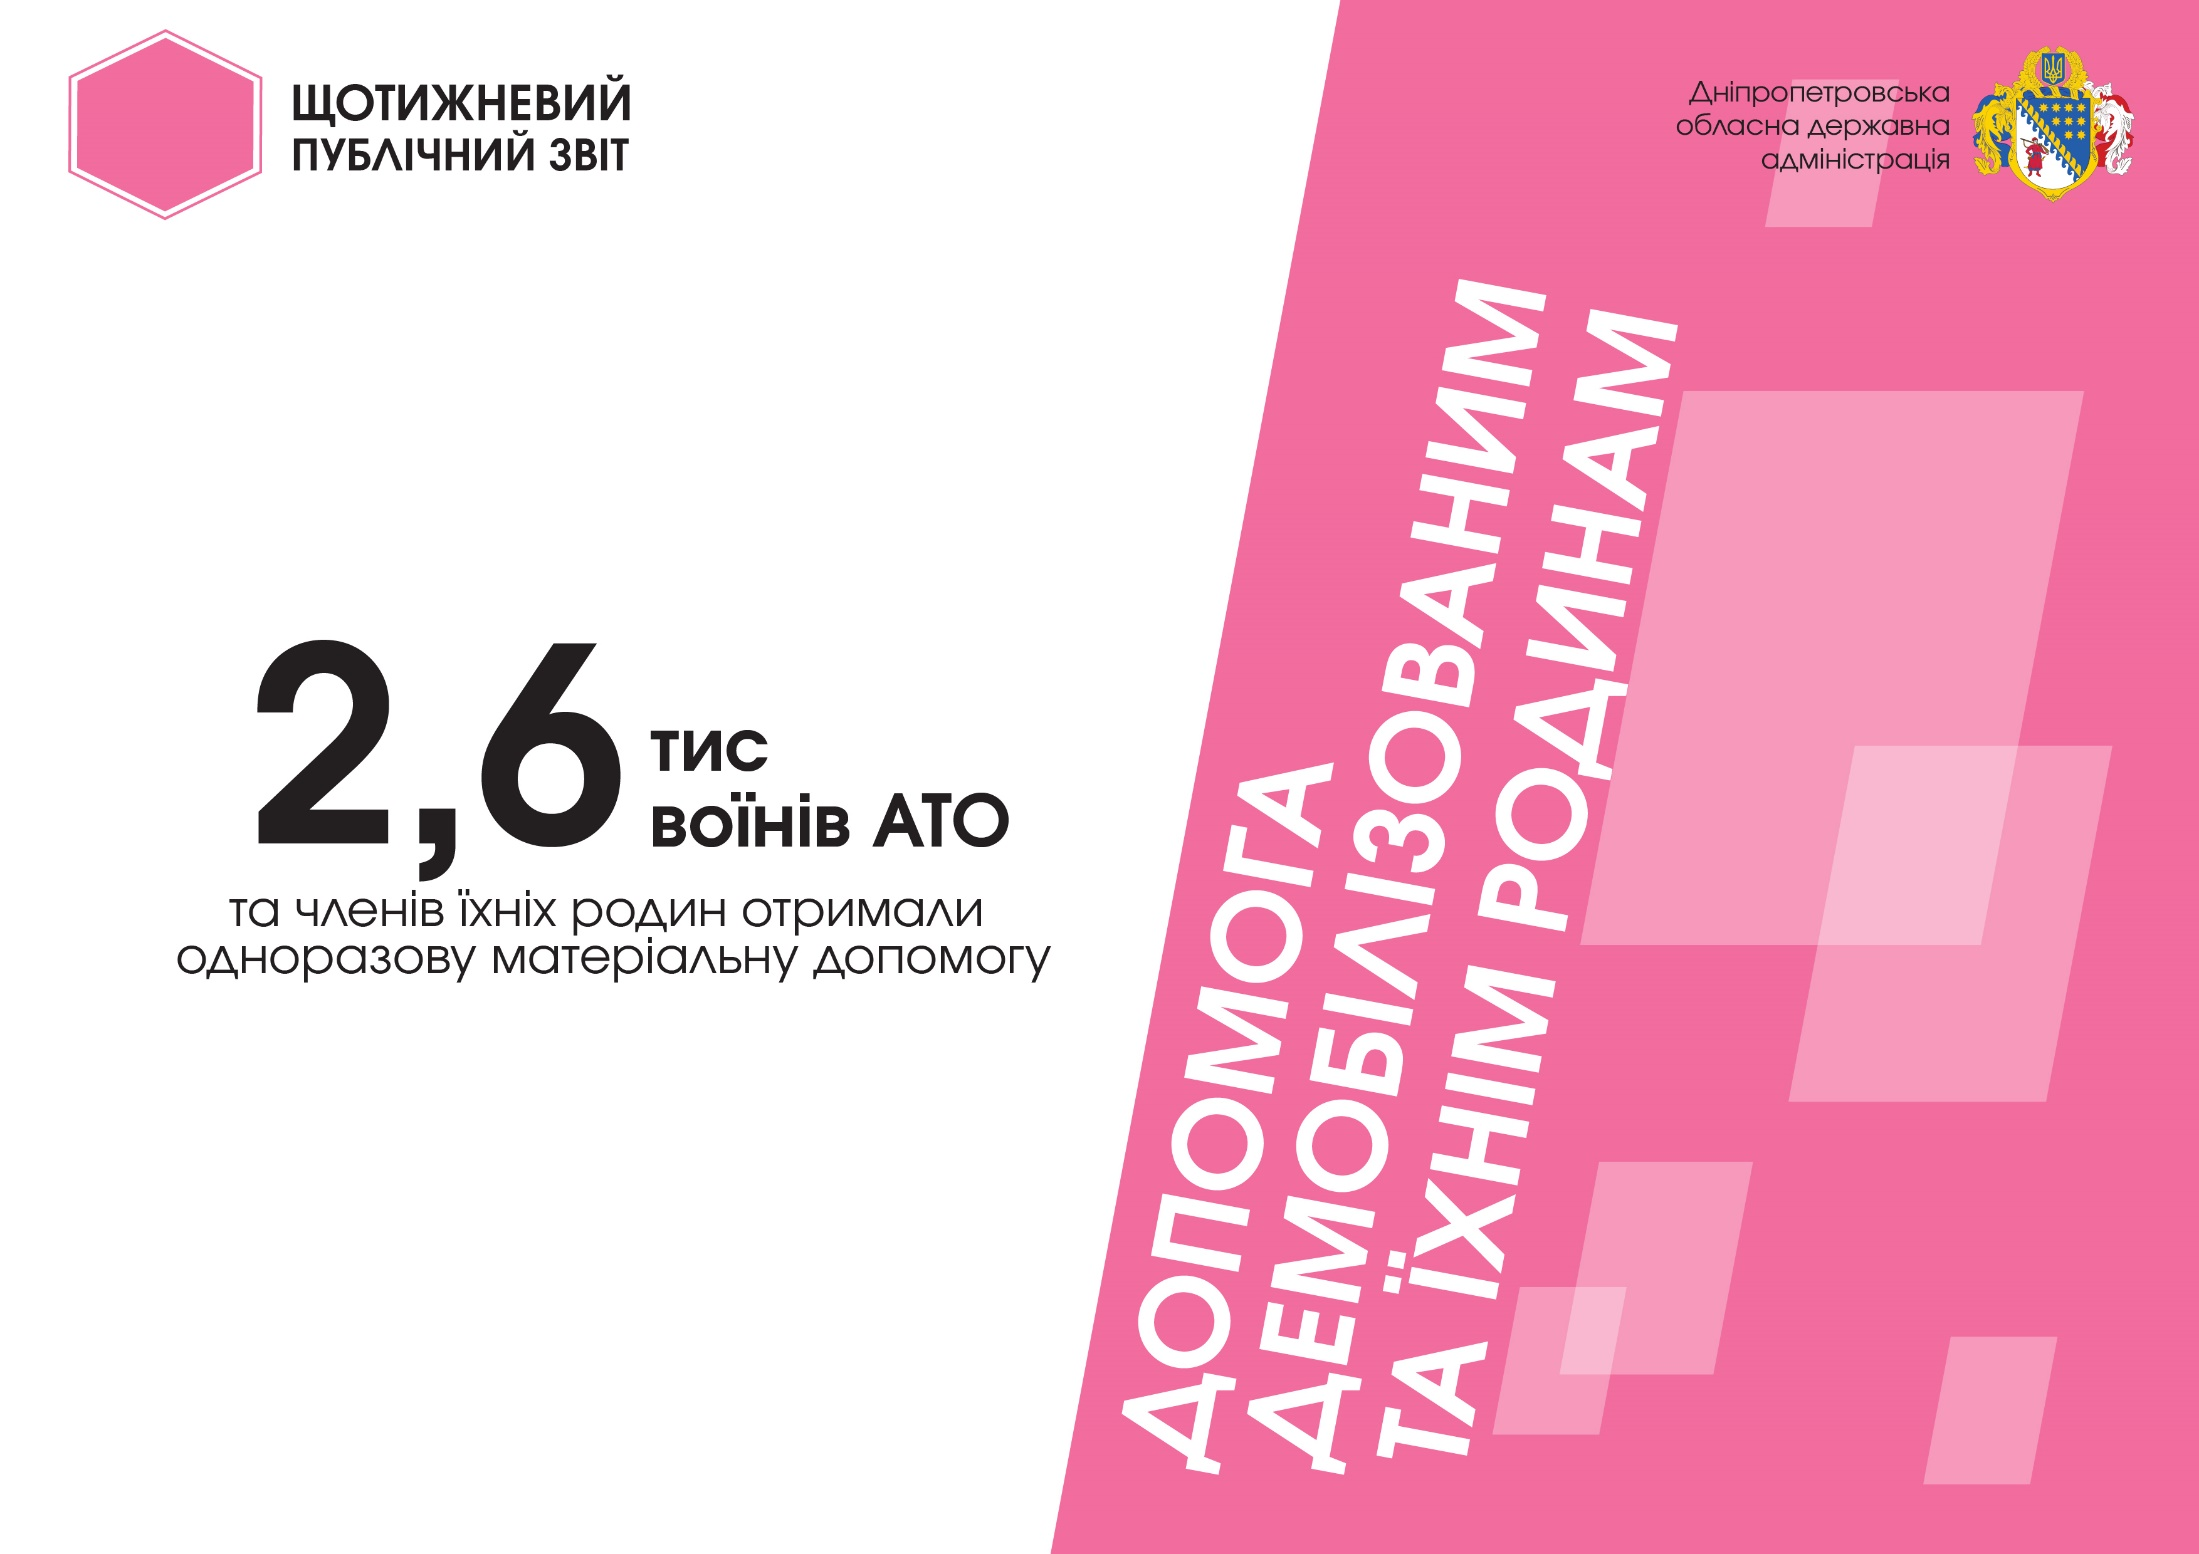 ЩОТИЖНЕВИЙ
ПУБЛІЧНИЙ ЗВІТ
Дніпропетровська
обласна державна
адміністрація
2,6 тис
воїнів АТО
та членів їхніх родин отримали
одноразову матеріальну допомогу
ДОПОМОГА
ДЕМОБІЛІЗОВАНИМ
ТА ЇХНІМ РОДИНАМ